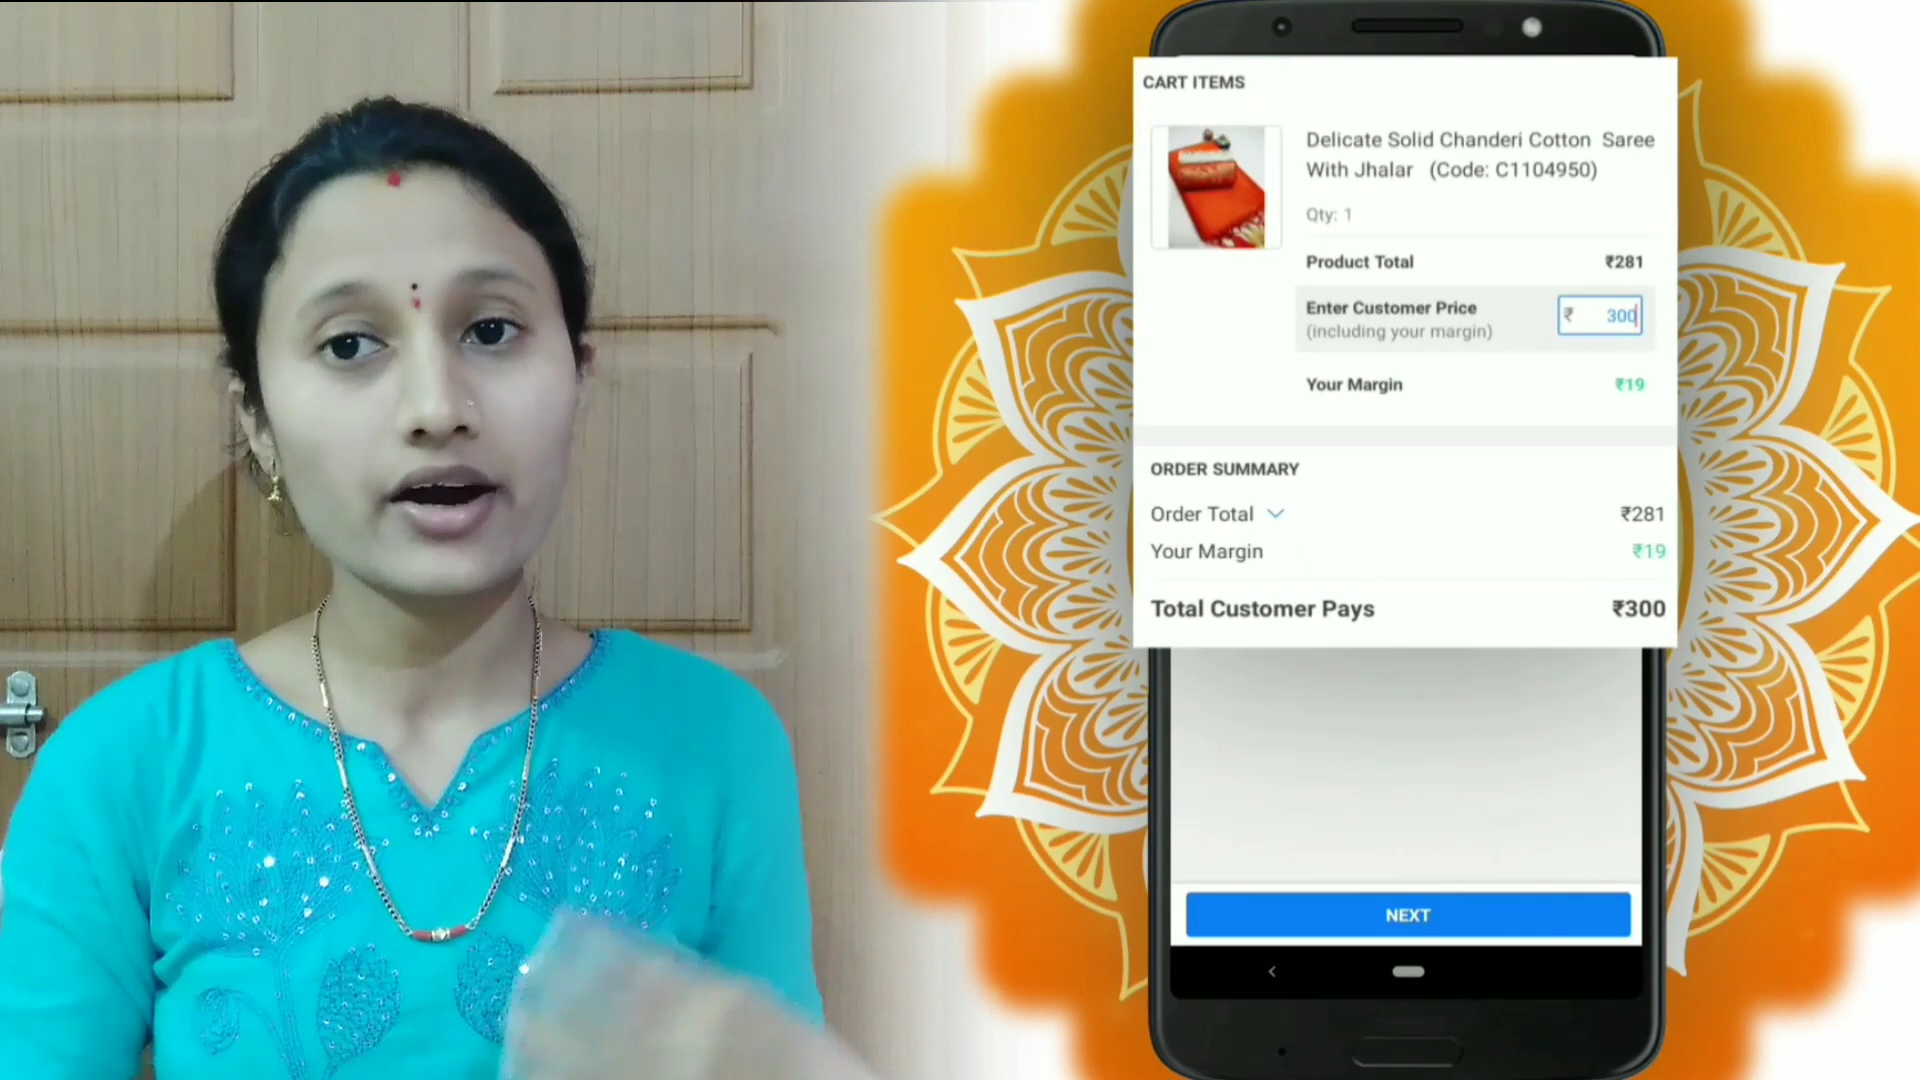 CART ITEMS
Delicate Solid Chanderi Cotton Saree
With Jhalar (Code: C1104950)
Qty: 1
Product Total ₹281
Enter Customer Price ₹ 300
(including your margin)
Your Margin ₹19
ORDER SUMMARY
Order Total ₹281
Your Margin ₹19
Total Customer Pays ₹300
NEXT